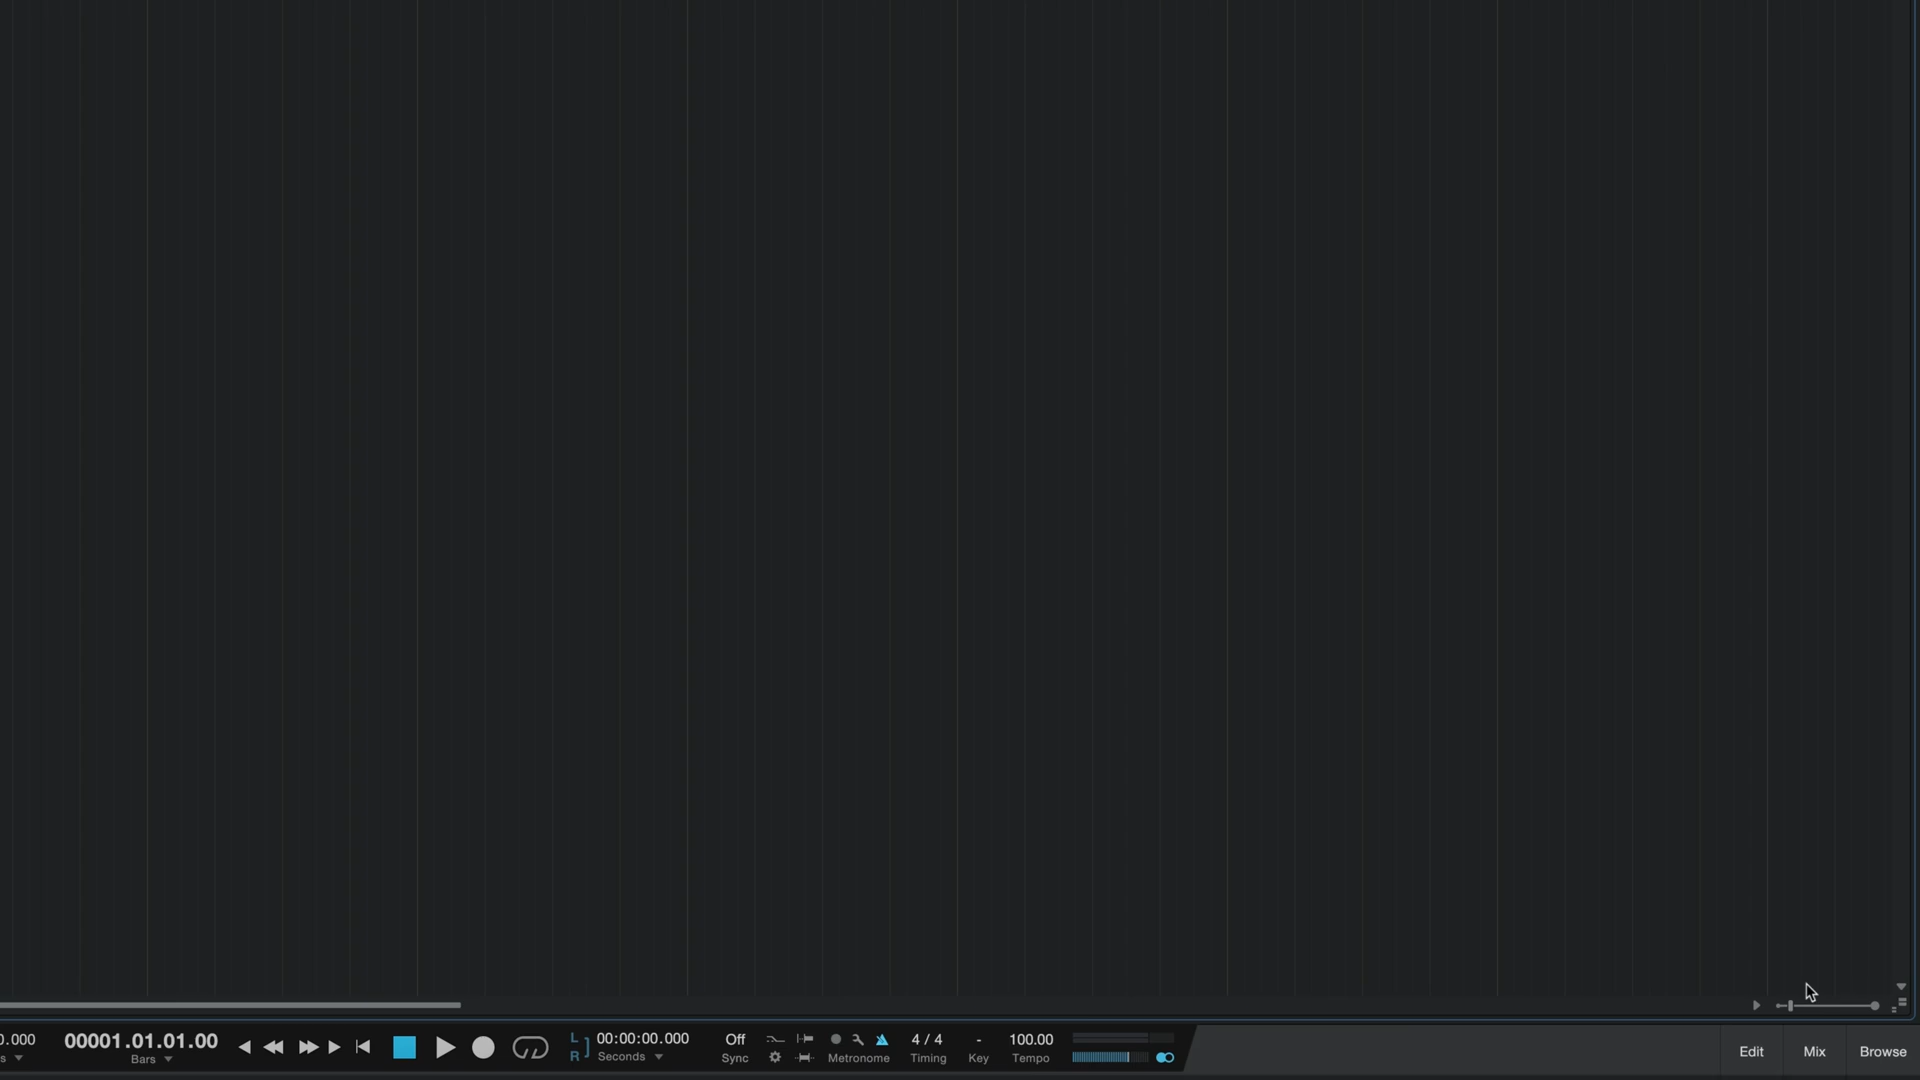 0.000
s
00001.01.01.00
Bars
L
R
00:00:00.000
Seconds
Off
Sync
Metronome
4 / 4
Timing
-
Key
100.00
Tempo
Edit
Mix
Browse